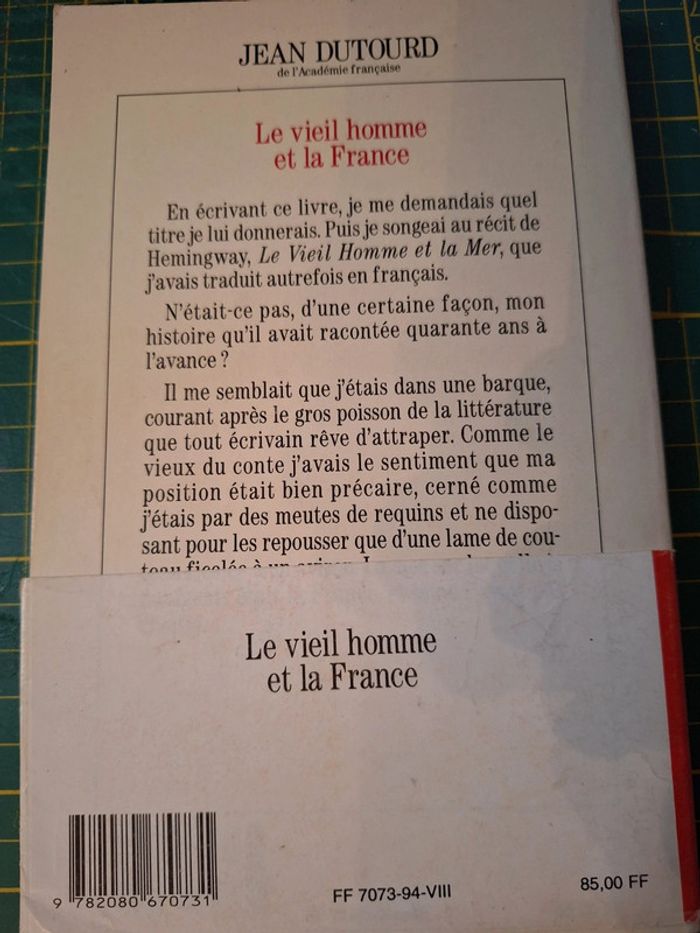 JEAN DUTOURD
de l'Académie française
Le vieil homme
et la France
En écrivant ce livre, je me demandais quel
titre je lui donnerais. Puis je songeai au récit de
Hemingway, Le Vieil Homme et la Mer, que
j'avais traduit autrefois en français.
N'était-ce pas, d'une certaine façon, mon
histoire qu'il avait racontée quarante ans à
l'avance ?
Il me semblait que j'étais dans une barque,
courant après le gros poisson de la littérature
que tout écrivain rêve d'attraper. Comme le
vieux du conte j'avais le sentiment que ma
position était bien précaire, cerné comme
j'étais par des meutes de requins et ne dispo-
sant pour les repousser que d'une lame de cou-
teau ficelée à un
Le vieil homme
et la France
9 782080 670731
FF 7073-94-VIII
85,00 FF